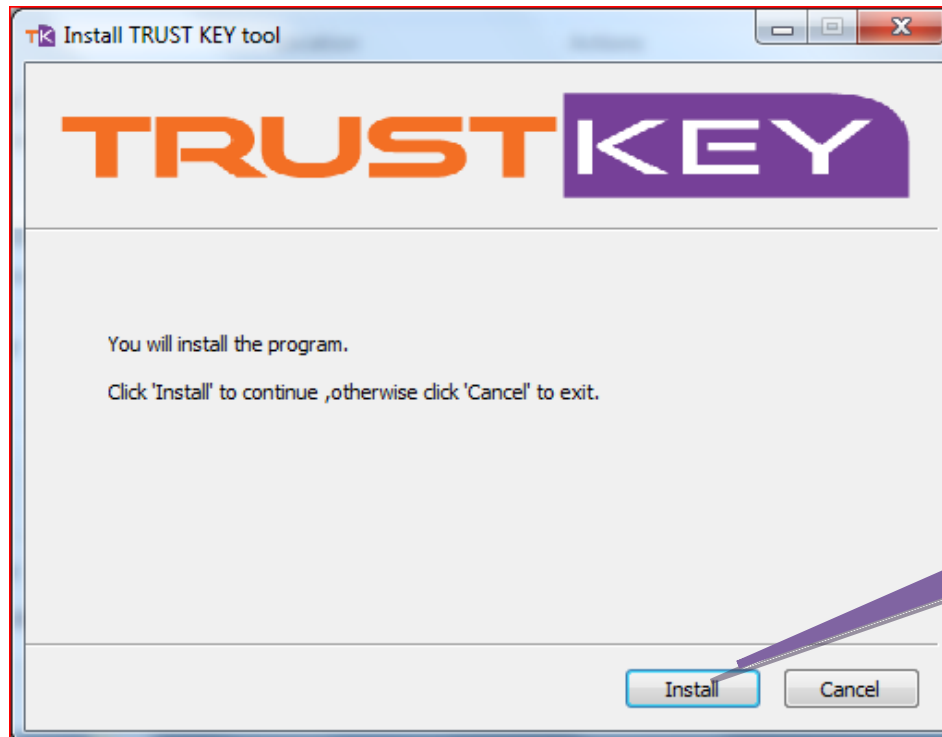 TK Install TRUST KEY tool
TRUSTKEY
You will install the program.
Click 'Install' to continue ,otherwise click 'Cancel' to exit.
Install Cancel